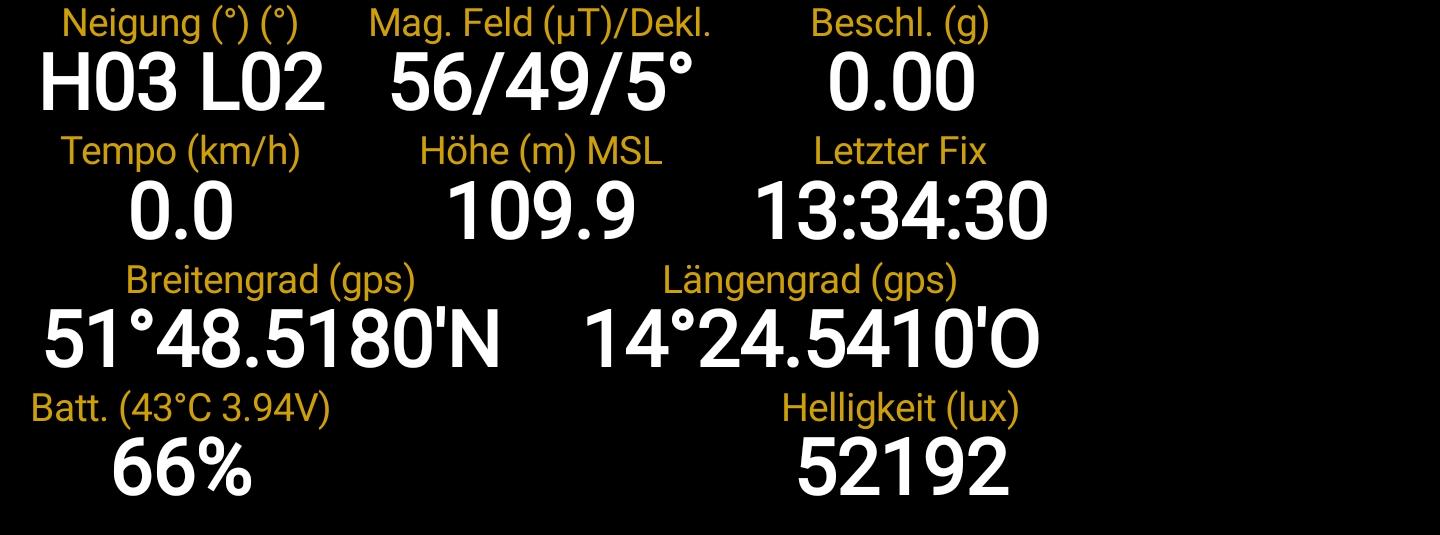 Neigung (°) (°) Mag. Feld (µT)/Dekl. Beschl. (g)
H03 L02 56/49/5° 0.00
Tempo (km/h) Höhe (m) MSL Letzter Fix
0.0 109.9 13:34:30
Breitengrad (gps) Längengrad (gps)
51°48.5180'N 14°24.5410'O
Batt. (43°C 3.94V) Helligkeit (lux)
66% 52192